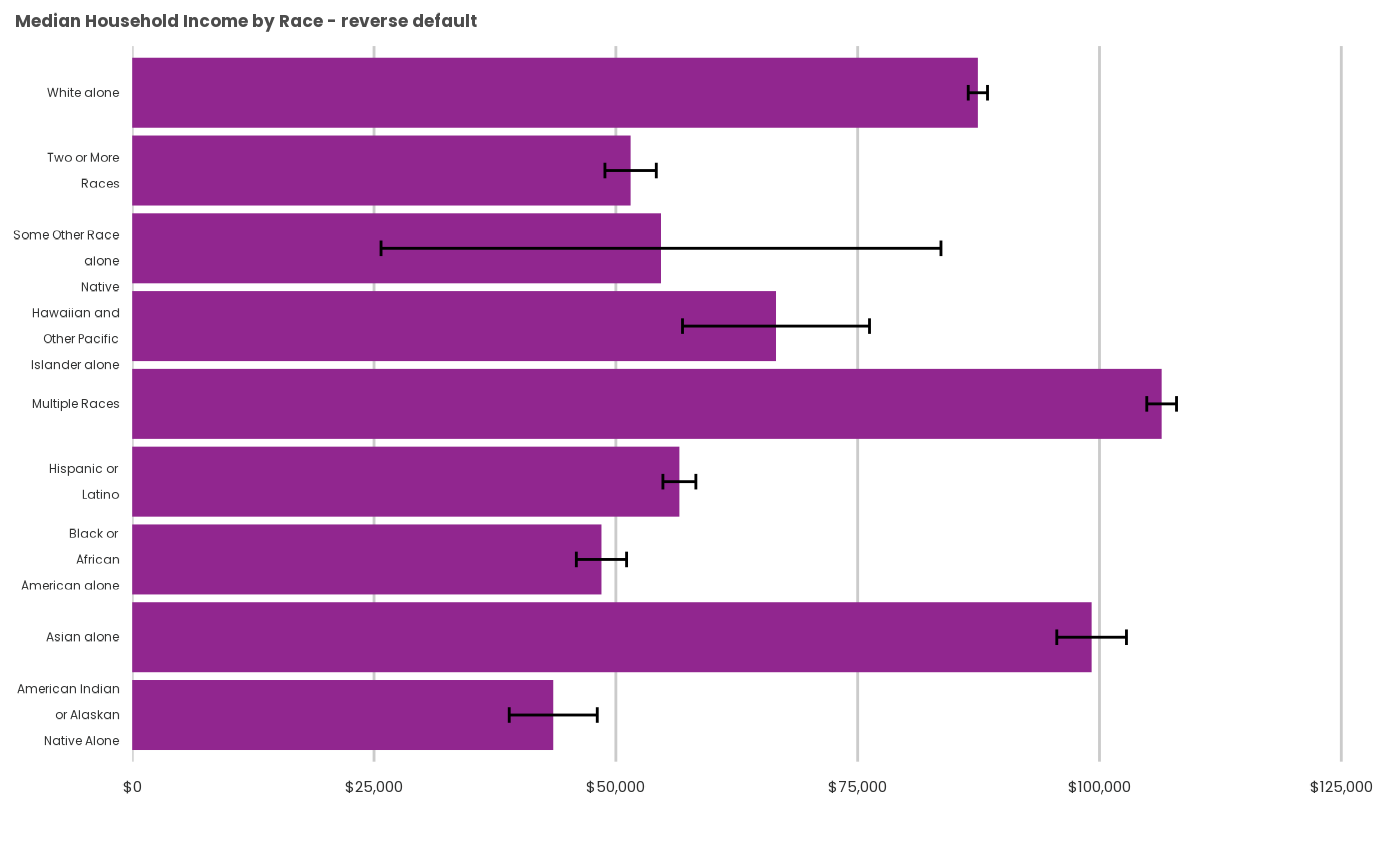 Median Household Income by Race - reverse default
White alone
Two or More
Races
Some Other Race
alone
Native
Hawaiian and
Other Pacific
Islander alone
Multiple Races
Hispanic or
Latino
Black or
African
American alone
Asian alone
American Indian
or Alaskan
Native Alone
$0 $25,000 $50,000 $75,000 $100,000 $125,000